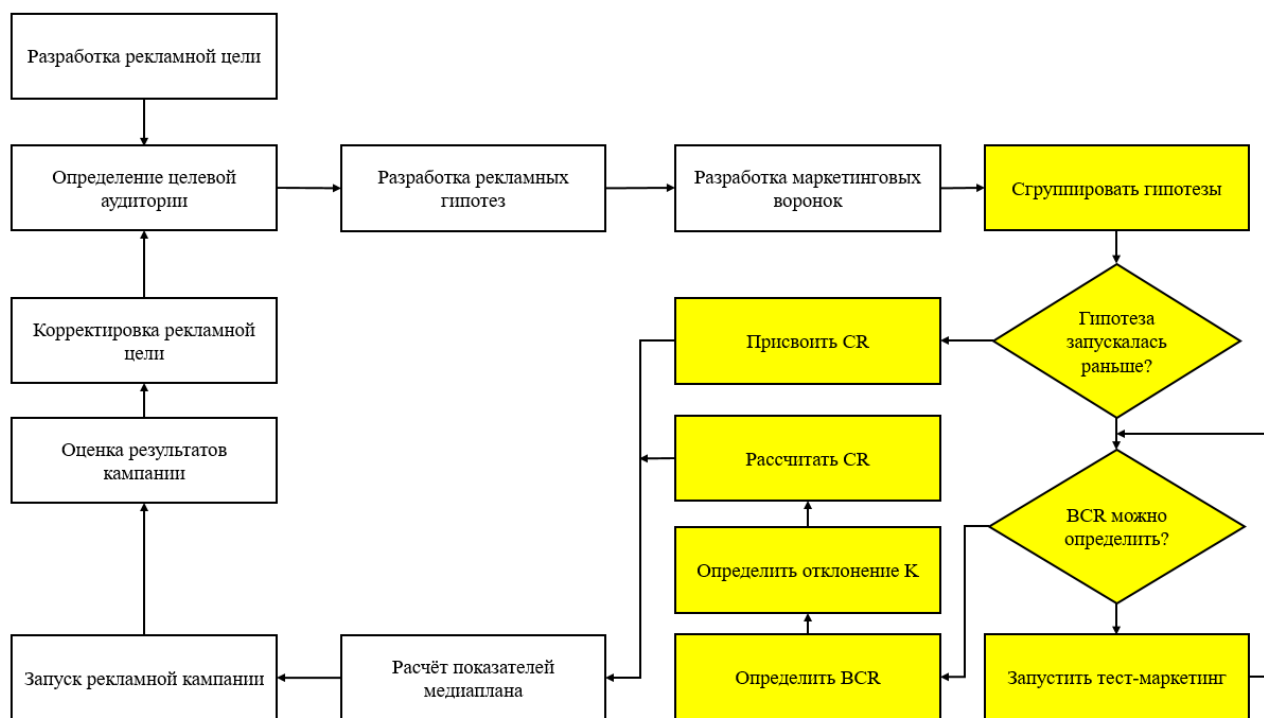 Разработка рекламной цели
Определение целевой
аудитории
Разработка рекламных
гипотез
Разработка маркетинговых
воронок
Сгруппировать гипотезы
Корректировка рекламной
цели
Присвоить CR
Гипотеза
запускалась
раньше?
Оценка результатов
кампании
Рассчитать CR
BCR можно
определить?
Определить отклонение K
Запуск рекламной кампании
Расчёт показателей
медиаплана
Определить BCR
Запустить тест-маркетинг